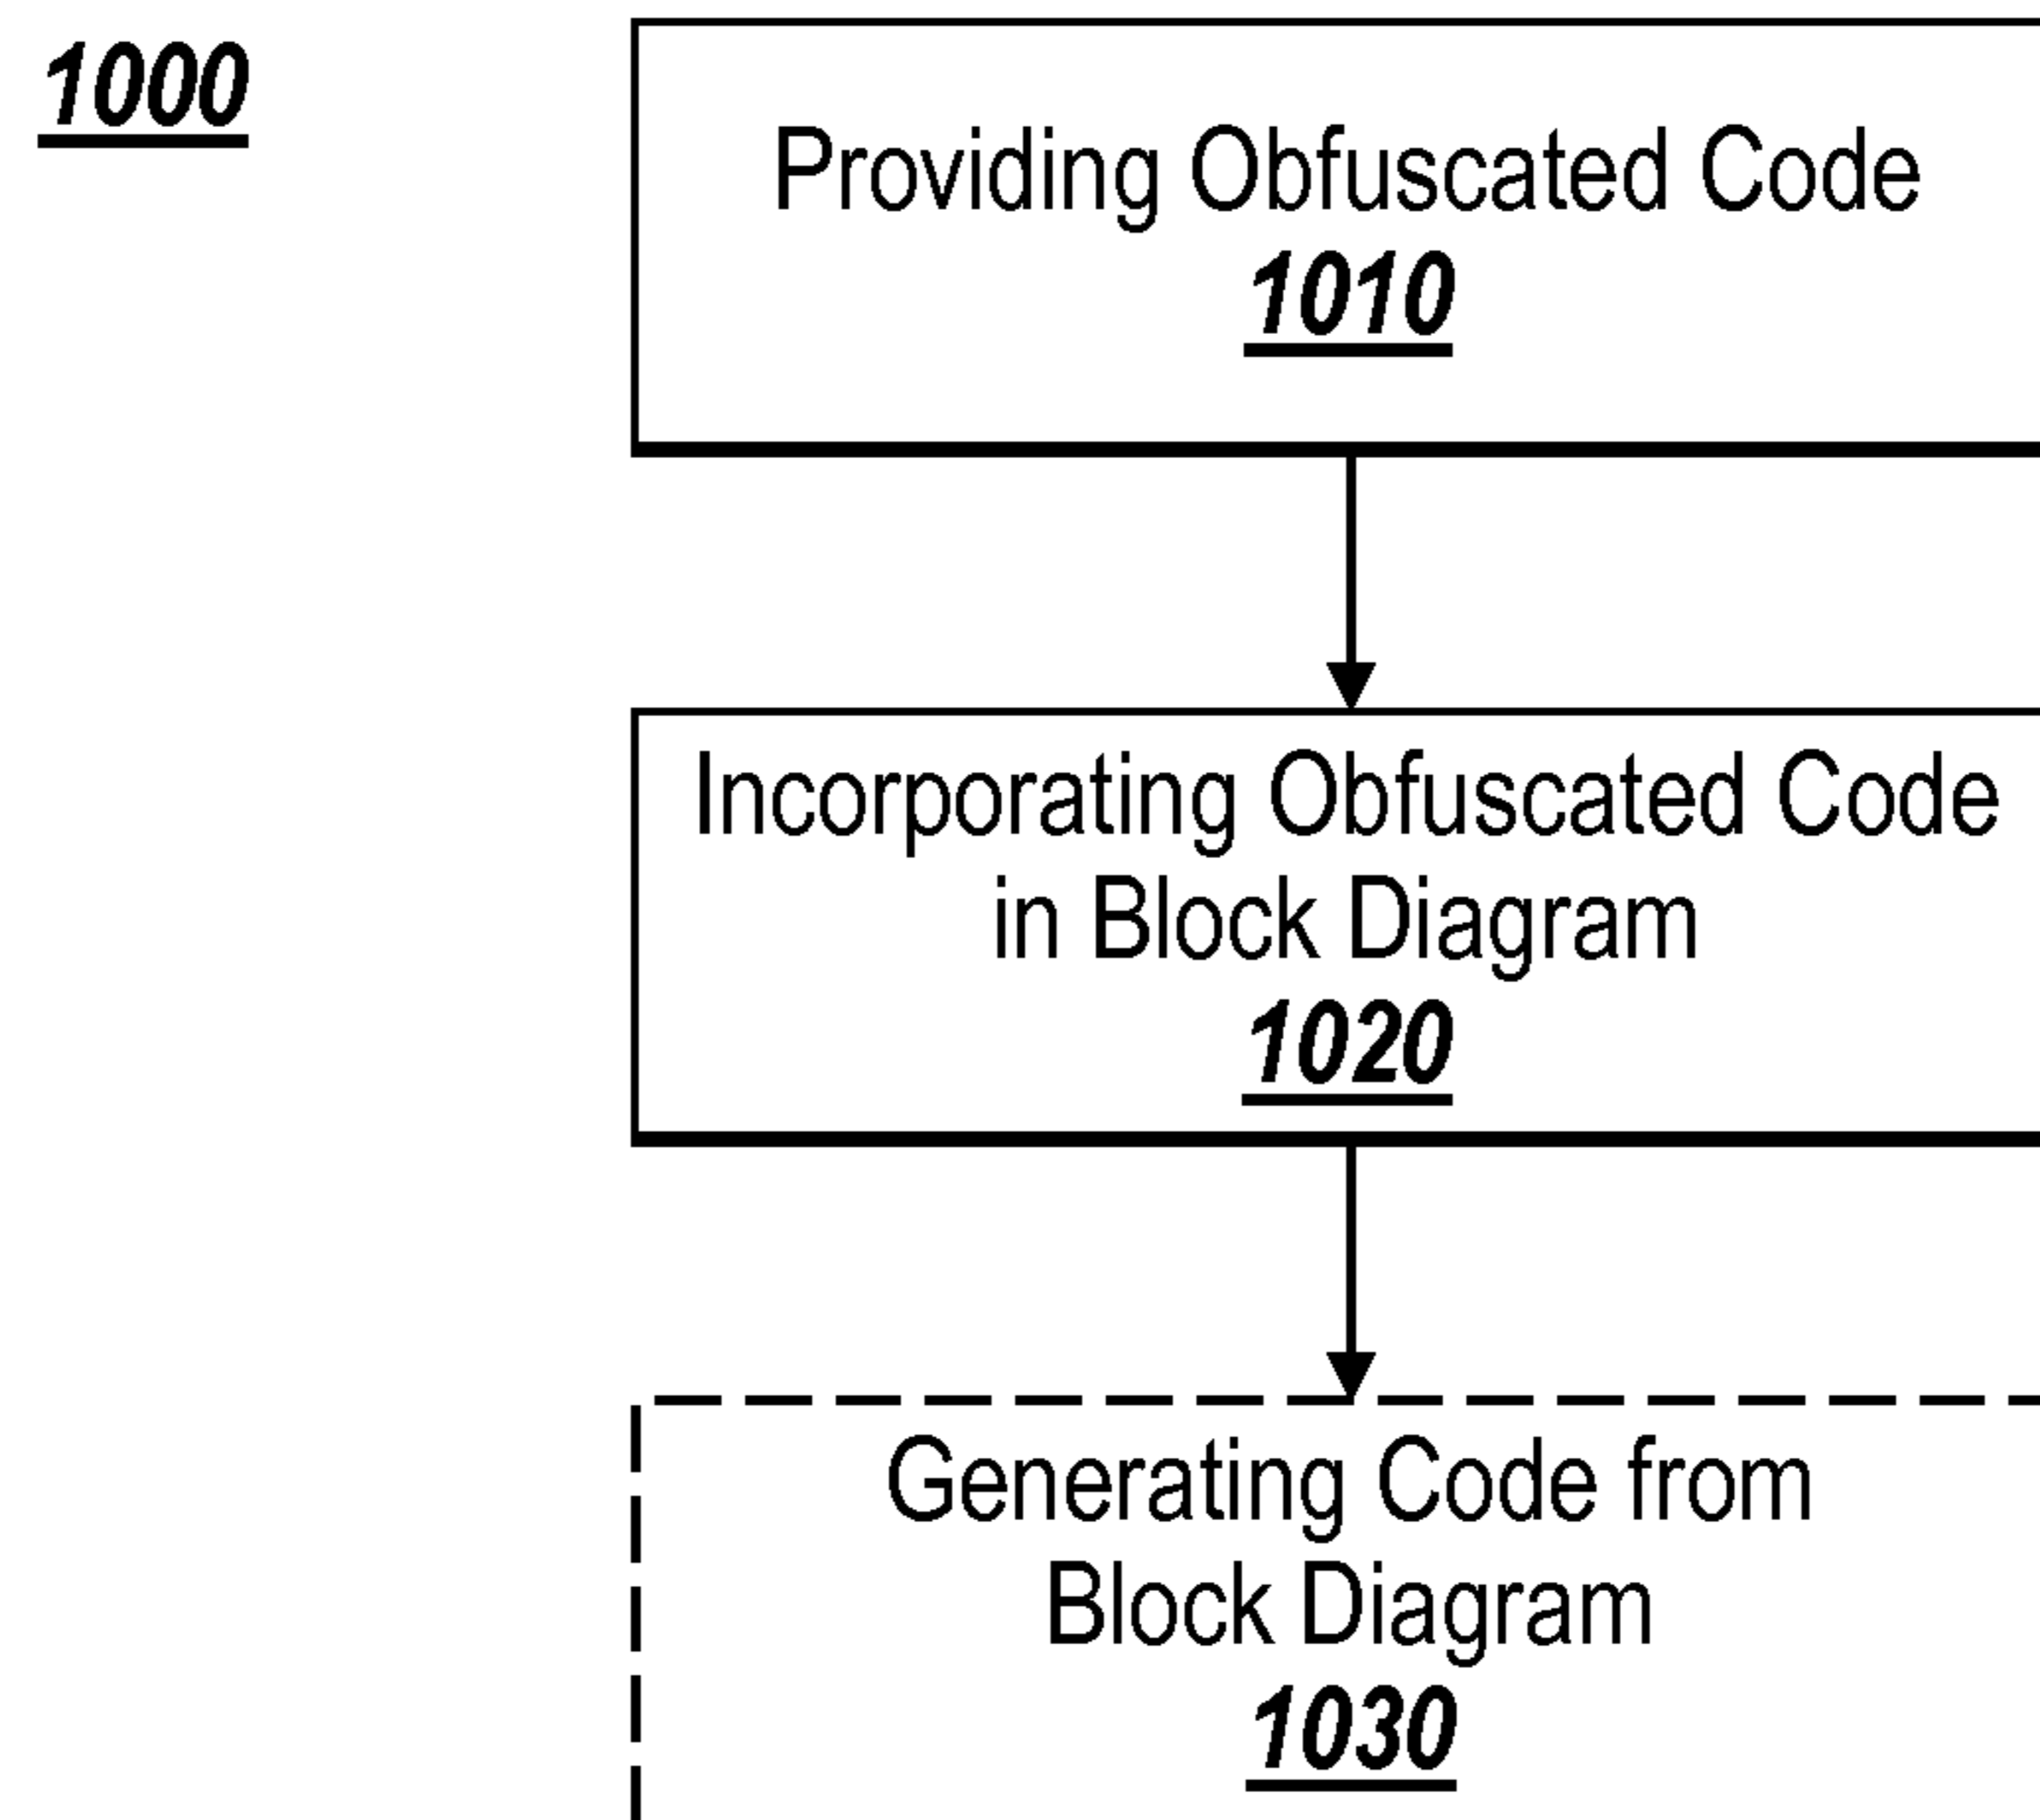 1000
Providing Obfuscated Code
1010
Incorporating Obfuscated Code
in Block Diagram
1020
Generating Code from
Block Diagram
1030